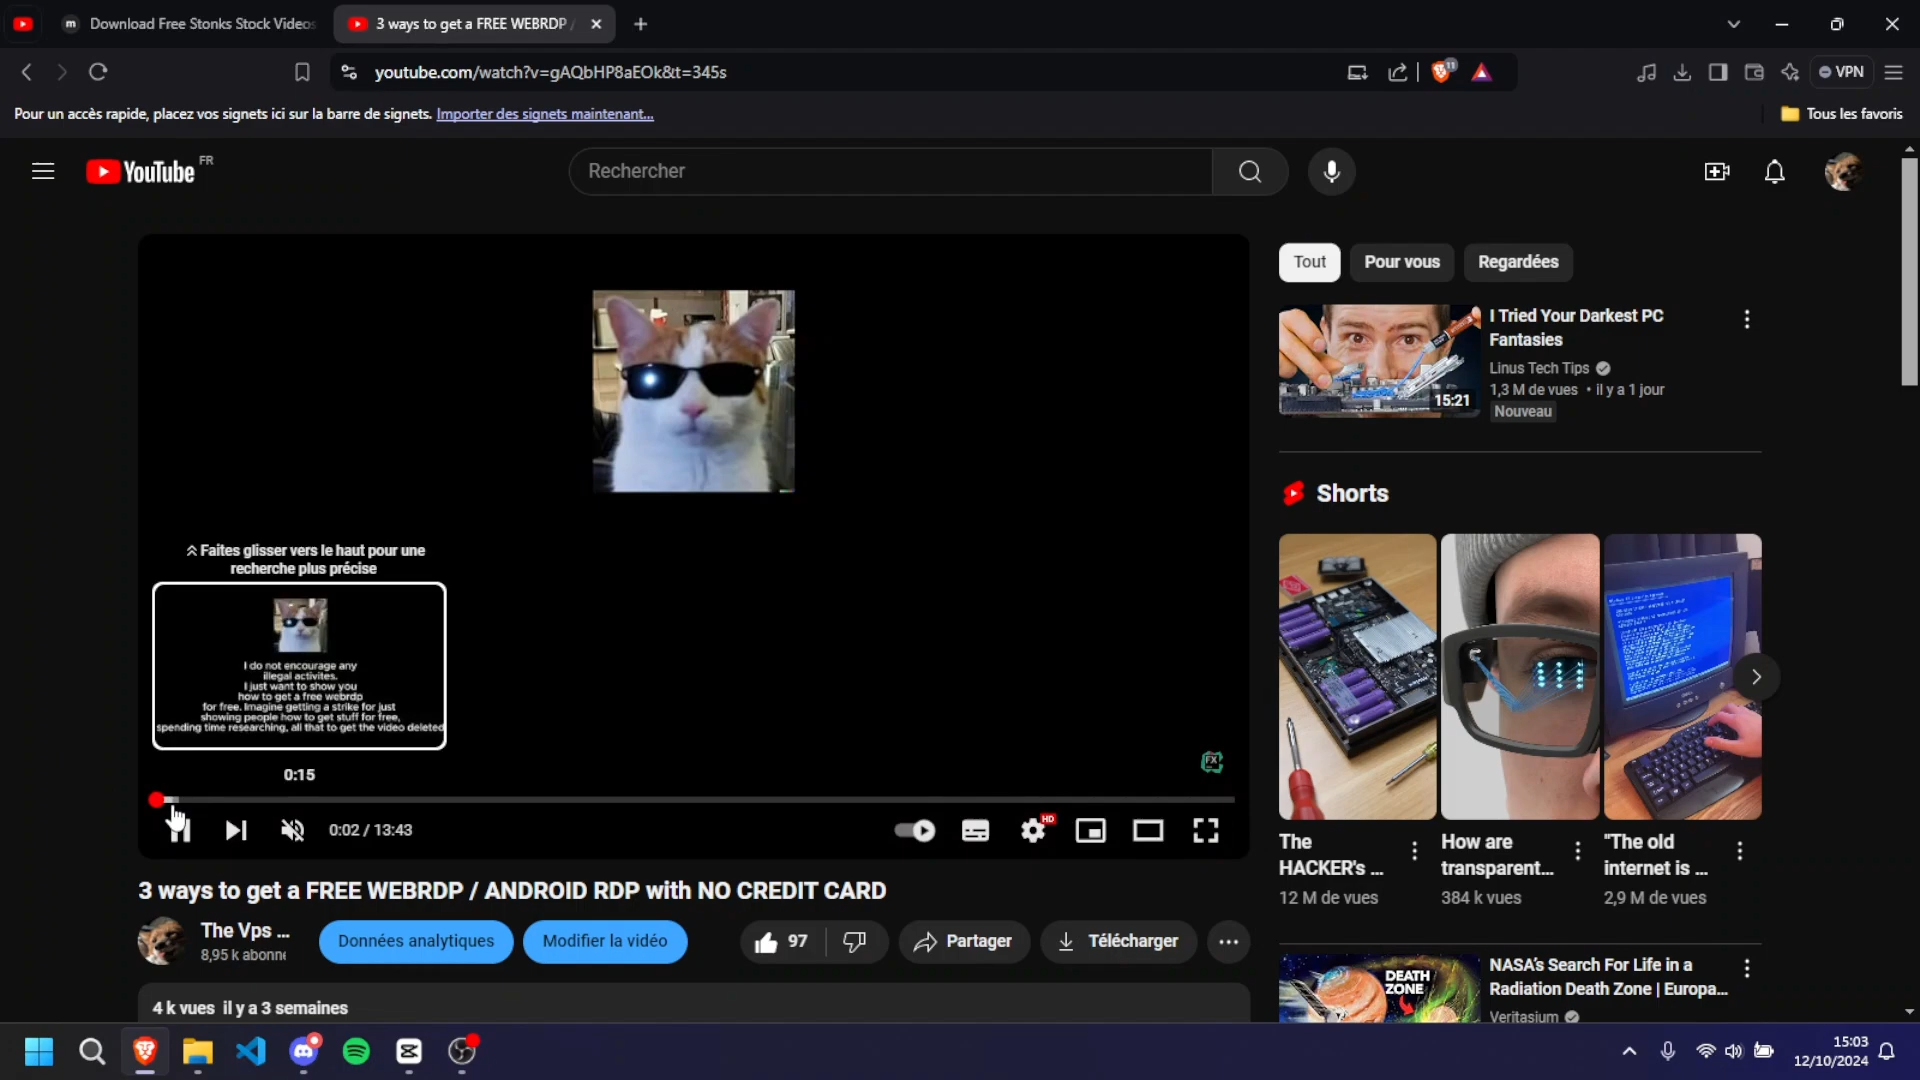 Download Free Stonks Stock Videos
3 ways to get a FREE WEBRDP /
youtube.com/watch?v=gAQbHP8aEOk&t=345s
11
VPN
Pour un accès rapide, placez vos signets ici sur la barre de signets. Importer des signets maintenant...
Tous les favoris
YouTube FR
Rechercher
Tout
Pour vous
Regardées
I Tried Your Darkest PC
Fantasies
Linus Tech Tips
1,3 M de vues • il y a 1 jour
Nouveau
15:21
Shorts
Faites glisser vers le haut pour une
recherche plus précise
I do not encourage any
illegal activites.
I just want to show you
how to get a free webrdp
for free. Imagine getting a strike for just
showing people how to get stuff for free,
spending time researching, all that to get the video deleted
0:15
FX
0:02 / 13:43
HD
The
HACKER's ...
12 M de vues
How are
transparent...
384 k vues
"The old
internet is ...
2,9 M de vues
3 ways to get a FREE WEBRDP / ANDROID RDP with NO CREDIT CARD
The Vps ...
8,95 k abonné
Données analytiques
Modifier la vidéo
97
Partager
Télécharger
4 k vues il y a 3 semaines
DEATH
ZONE
NASA's Search For Life in a
Radiation Death Zone | Europa...
Veritasium
15:03
12/10/2024